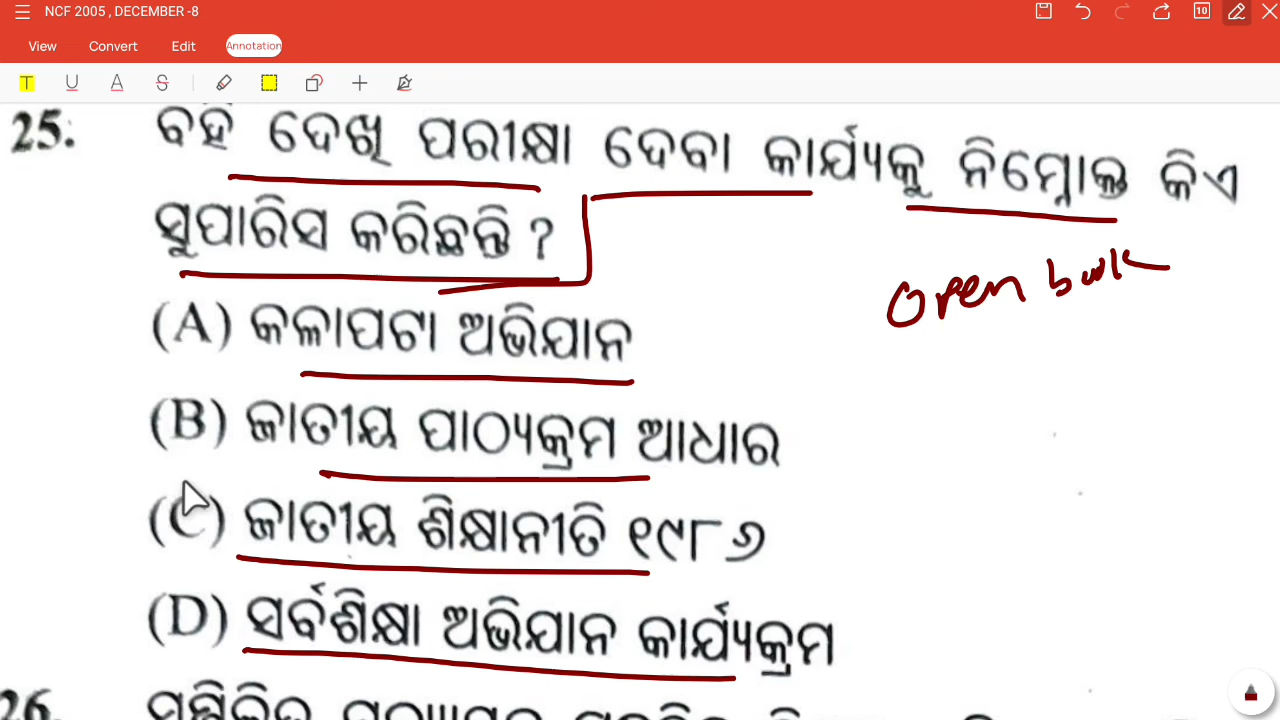 NCF 2005 , DECEMBER -8
10
View Convert Edit Annotation
T U A S
25. ବହି ଦେଖି ପରୀକ୍ଷା ଦେବା କାର୍ଯ୍ୟକୁ ନିମ୍ନୋକ୍ତ କିଏ
ସୁପାରିସ କରିଛନ୍ତି ?
open book
(A) କଳାପଟା ଅଭିଯାନ
(B) ଜାତୀୟ ପାଠ୍ୟକ୍ରମ ଆଧାର
(C) ଜାତୀୟ ଶିକ୍ଷାନୀତି ୧୯୮୬
(D) ସର୍ବଶିକ୍ଷା ଅଭିଯାନ କାର୍ଯ୍ୟକ୍ରମ
26.